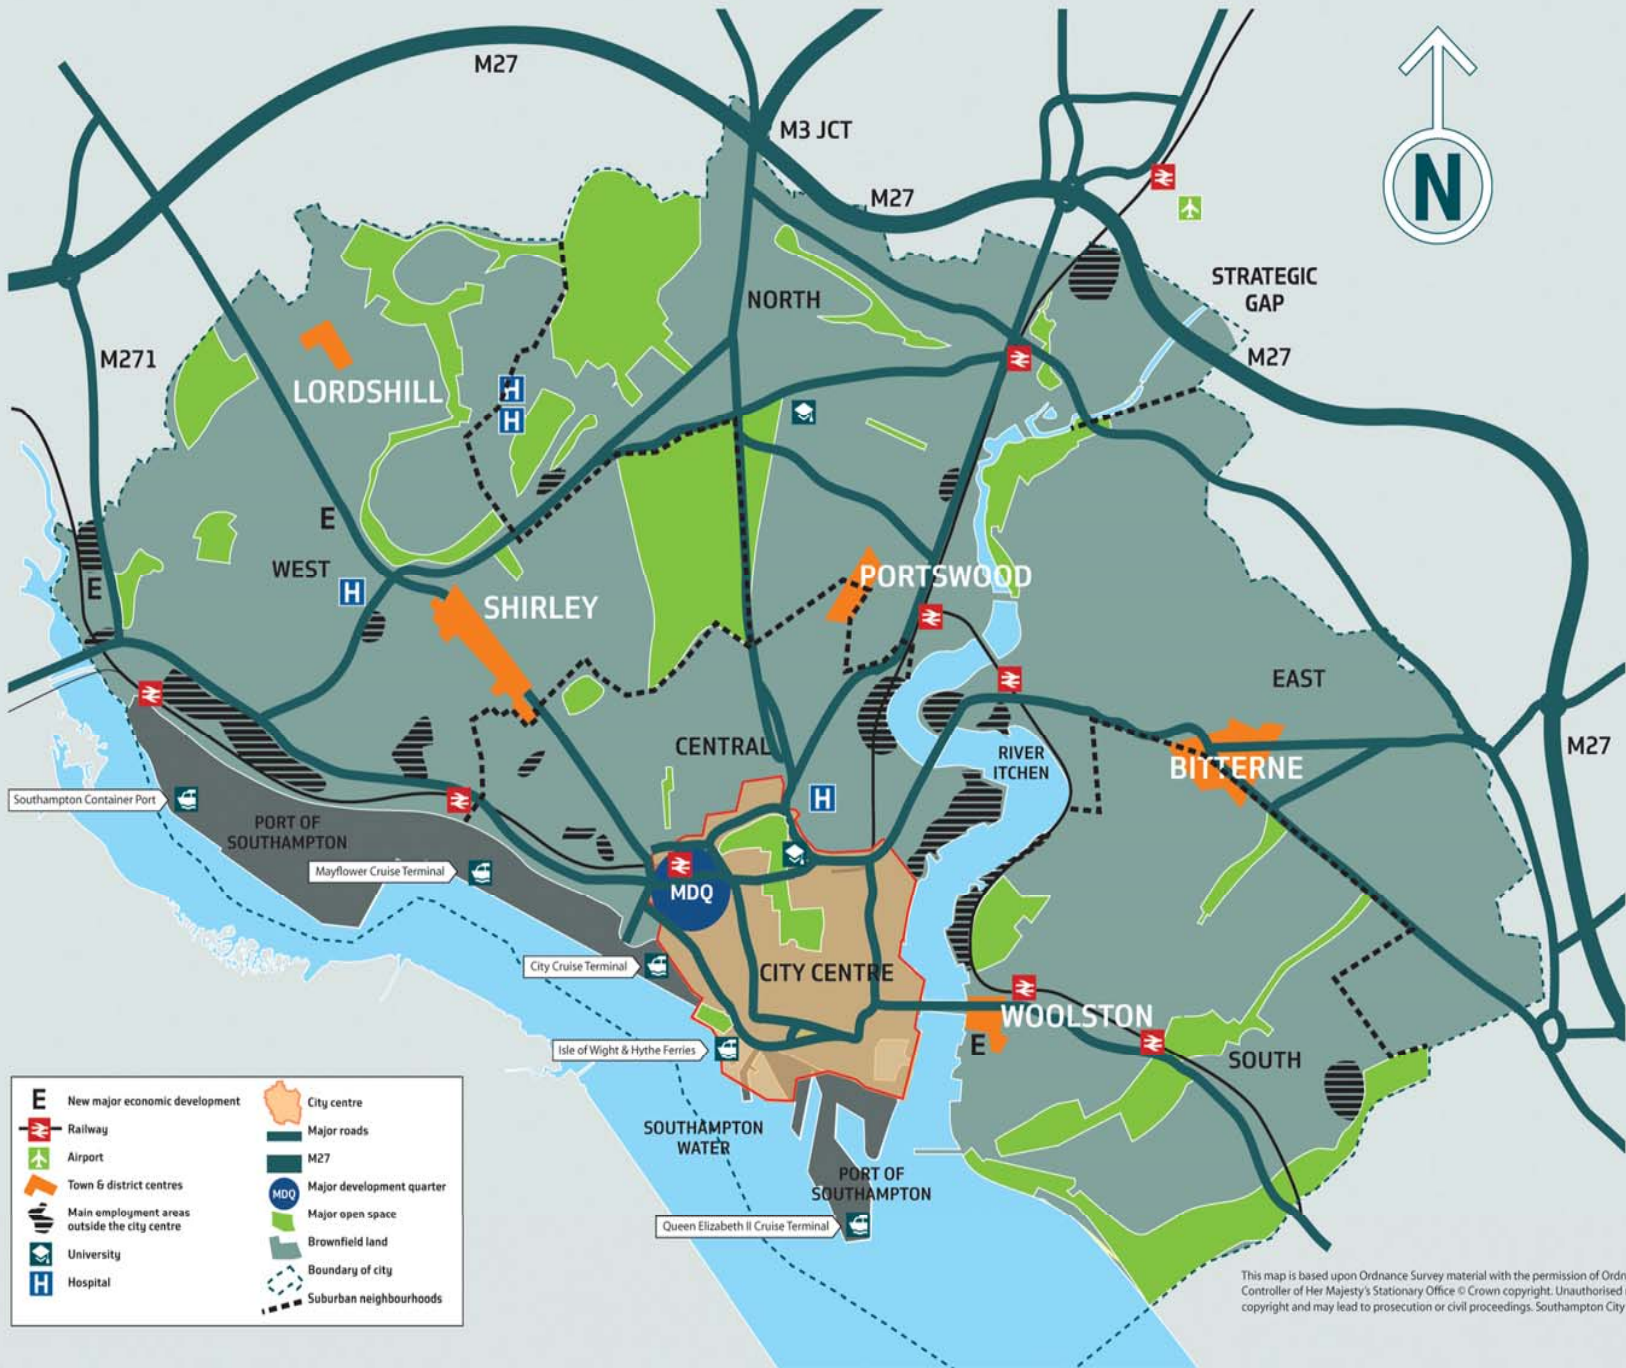 M27
M3 JCT
M27
N
STRATEGIC
GAP
NORTH
M27
M271
LORDSHILL
H
H
E
WEST
H
E
SHIRLEY
PORTSWOOD
EAST
CENTRAL
RIVER
ITCHEN
M27
BITTERNE
Southampton Container Port
H
PORT OF
SOUTHAMPTON
Mayflower Cruise Terminal
MDQ
City Cruise Terminal
CITY CENTRE
WOOLSTON
E
Isle of Wight & Hythe Ferries
SOUTH
SOUTHAMPTON
WATER
PORT OF
SOUTHAMPTON
Queen Elizabeth II Cruise Terminal
E New major economic development
Railway
Airport
Town & district centres
Main employment areas
outside the city centre
University
H Hospital
City centre
Major roads
M27
MDQ Major development quarter
Major open space
Brownfield land
Boundary of city
Suburban neighbourhoods
This map is based upon Ordnance Survey material with the permission of Ordn
Controller of Her Majesty's Stationary Office © Crown copyright. Unauthorised
copyright and may lead to prosecution or civil proceedings. Southampton City